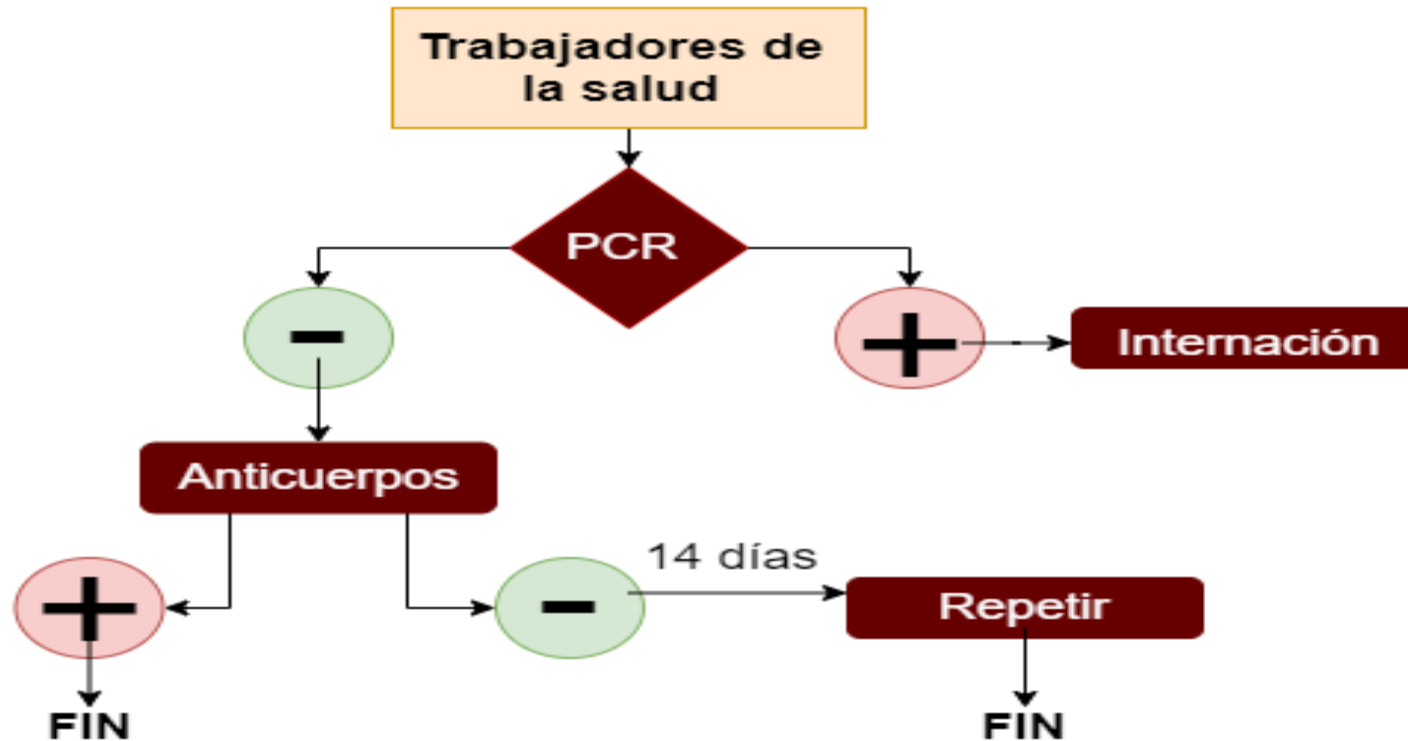 Trabajadores de
la salud
PCR
-
+
Internación
Anticuerpos
+
-
14 días
Repetir
FIN
FIN